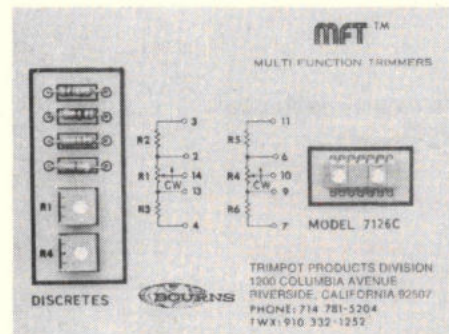 MFT™
MULTI FUNCTION TRIMMERS
R1
R4
DISCRETES
3
R2
2
R1
14
CW
13
R3
4
11
R5
6
R4
10
CW
9
R6
7
MODEL 7126C
BOURNS
TRIMPOT PRODUCTS DIVISION
1200 COLUMBIA AVENUE
RIVERSIDE, CALIFORNIA 92507
PHONE: 714 781-5204
TWX: 910 332-1252